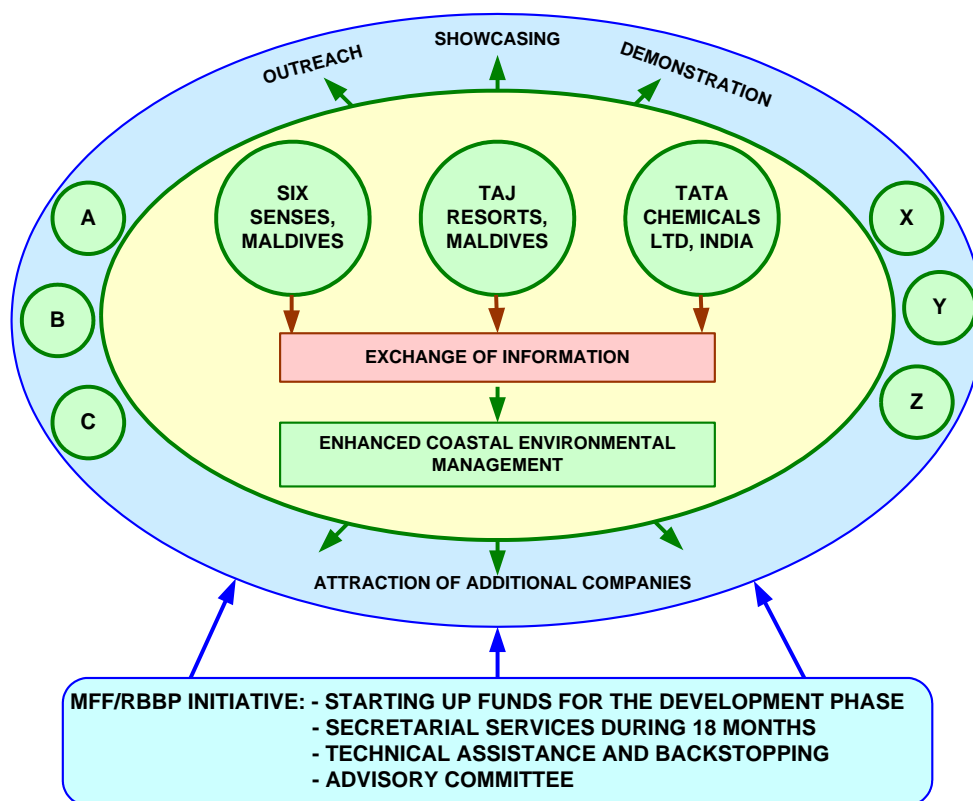 SHOWCASING
OUTREACH
DEMONSTRATION
SIX
SENSES,
MALDIVES
TAJ
RESORTS,
MALDIVES
TATA
CHEMICALS
LTD, INDIA
A
B
C
X
Y
Z
EXCHANGE OF INFORMATION
ENHANCED COASTAL ENVIRONMENTAL
MANAGEMENT
ATTRACTION OF ADDITIONAL COMPANIES
MFF/RBBP INITIATIVE: - STARTING UP FUNDS FOR THE DEVELOPMENT PHASE
- SECRETARIAL SERVICES DURING 18 MONTHS
- TECHNICAL ASSISTANCE AND BACKSTOPPING
- ADVISORY COMMITTEE